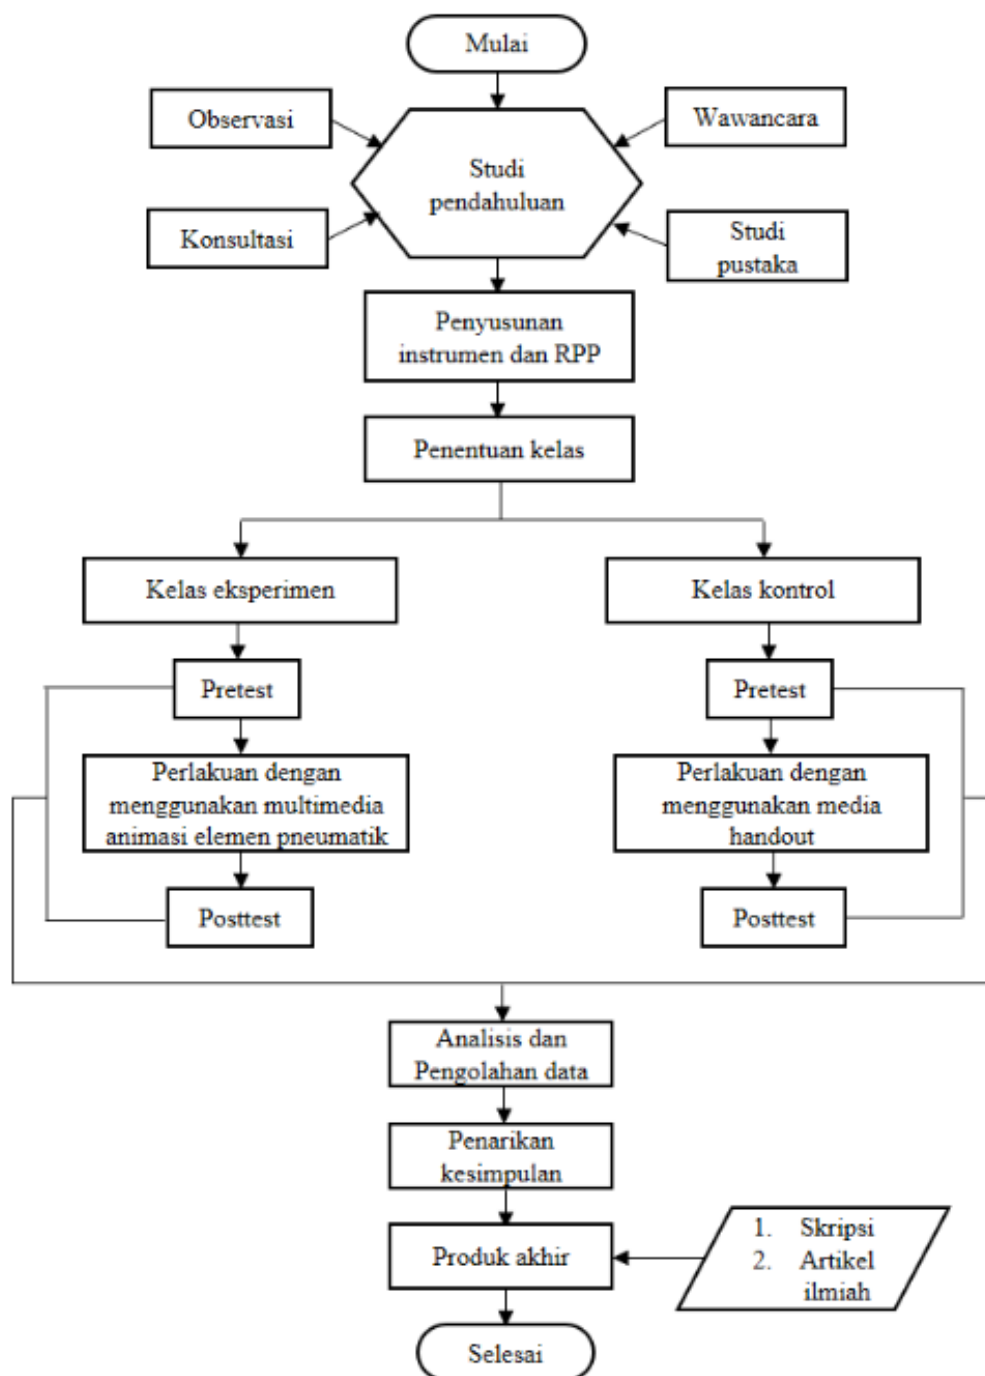 Mulai
Observasi
Wawancara
Studi
pendahuluan
Konsultasi
Studi
pustaka
Penyusunan
instrumen dan RPP
Penentuan kelas
Kelas eksperimen
Kelas kontrol
Pretest
Pretest
Perlakuan dengan
menggunakan multimedia
animasi elemen pneumatik
Perlakuan dengan
menggunakan media
handout
Posttest
Posttest
Analisis dan
Pengolahan data
Penarikan
kesimpulan
Produk akhir
1. Skripsi
2. Artikel
ilmiah
Selesai